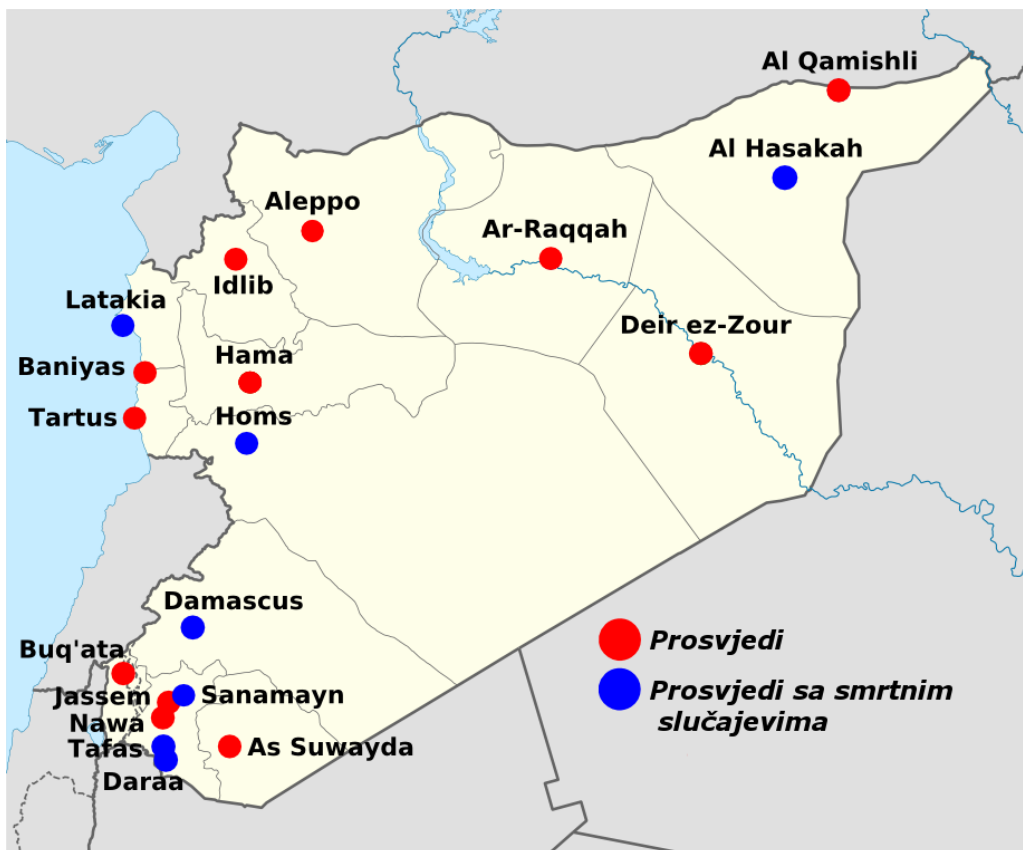 Al Qamishli
Al Hasakah
Aleppo
Ar-Raqqah
Idlib
Latakia
Deir ez-Zour
Baniyas
Hama
Tartus
Homs
Damascus
Buq'ata
Jassem
Sanamayn
Nawa
Tafas
As Suwayda
Daraa
Prosvjedi
Prosvjedi sa smrtnim
slučajevima